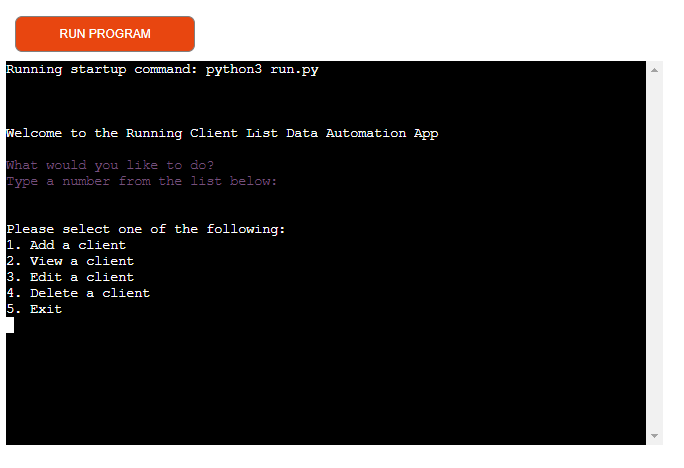 RUN PROGRAM
Running startup command: python3 run.py
Welcome to the Running Client List Data Automation App
What would you like to do?
Type a number from the list below:
Please select one of the following:
1. Add a client
2. View a client
3. Edit a client
4. Delete a client
5. Exit